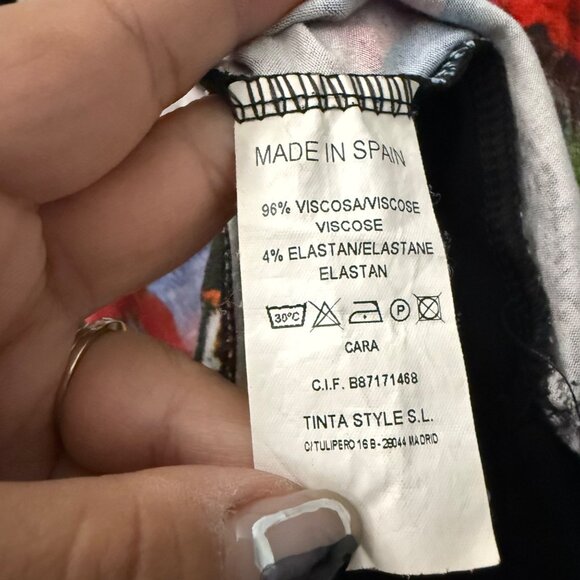 MADE IN SPAIN
96% VISCOSA/VISCOSE
VISCOSE
4% ELASTAN/ELASTANE
ELASTAN
30°C P
CARA
C.I.F. B87171468
TINTA STYLE S.L.
C/TULIPERO 16 B - 28044 MADRID